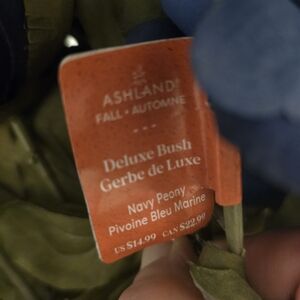 ASHLAND
FALL • AUTOMNE
Deluxe Bush
Gerbe de Luxe
Navy Peony
Pivoine Bleu Marine
US $14.99 CAN $22.99